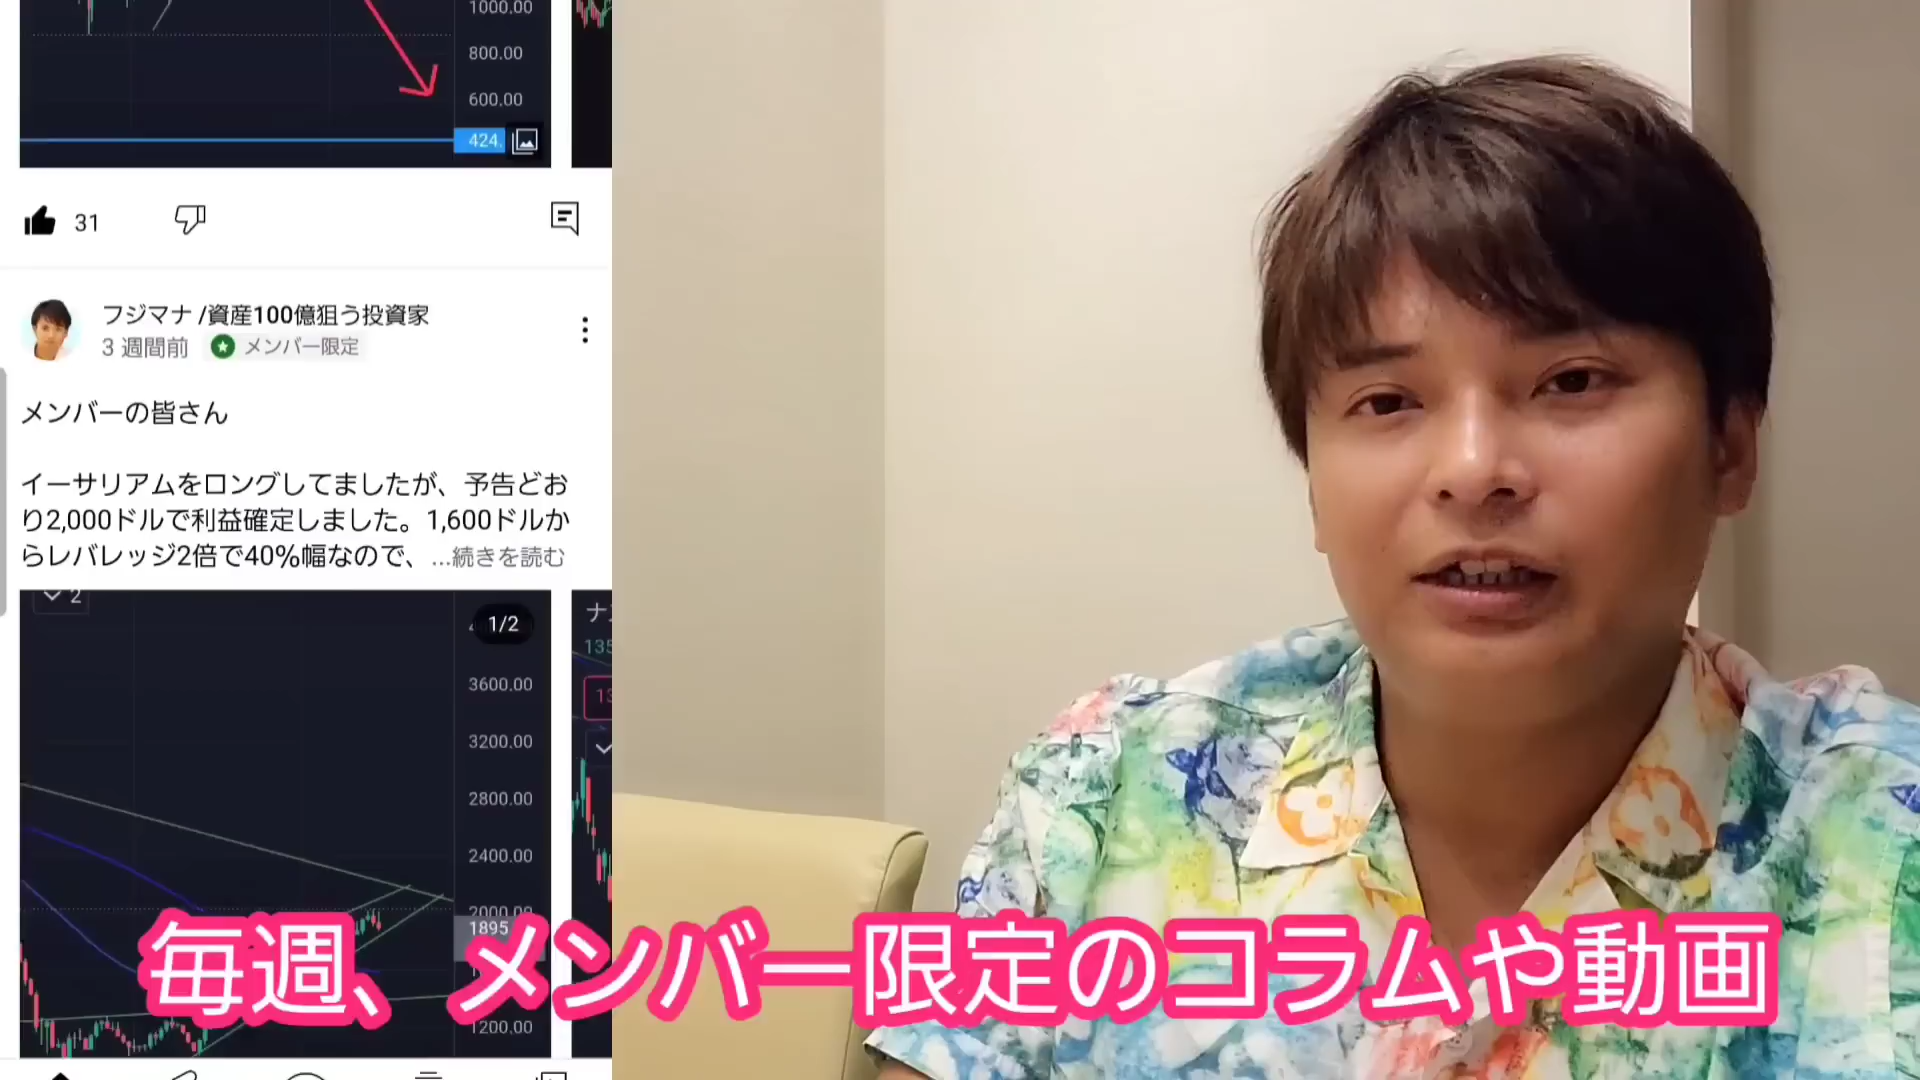 1000.00
800.00
600.00
424.
31
フジマナ /資産100億狙う投資家
3 週間前 メンバー限定
メンバーの皆さん
イーサリアムをロングしてましたが、予告どお
り2,000ドルで利益確定しました。1,600ドルか
らレバレッジ2倍で40%幅なので、 ...続きを読む
2
1/2
ナ
135
13
3600.00
3200.00
2800.00
2400.00
2000.00
1895
1200.00
毎週、メンバー限定のコラムや動画